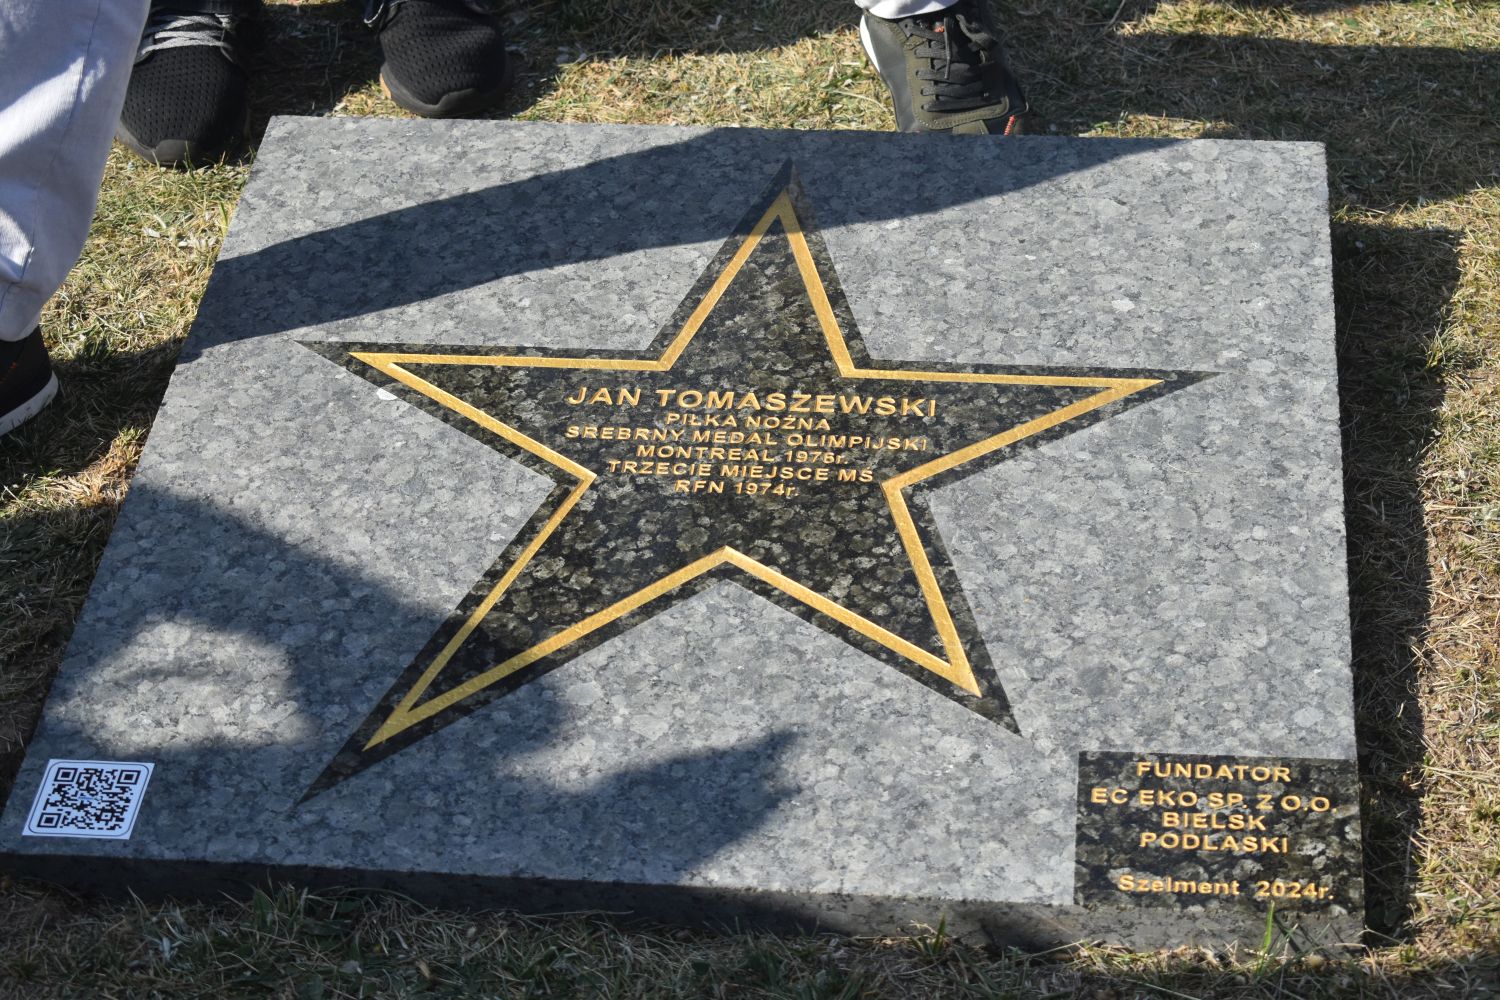 JAN TOMASZEWSKI
PIŁKA NOŻNA
SREBRNY MEDAL OLIMPIJSKI
MONTREAL 1976r.
TRZECIE MIEJSCE MŚ
RFN 1974r.
FUNDATOR
EC EKO SP. Z O.O.
BIELSK
PODLASKI
Szelment 2024r.